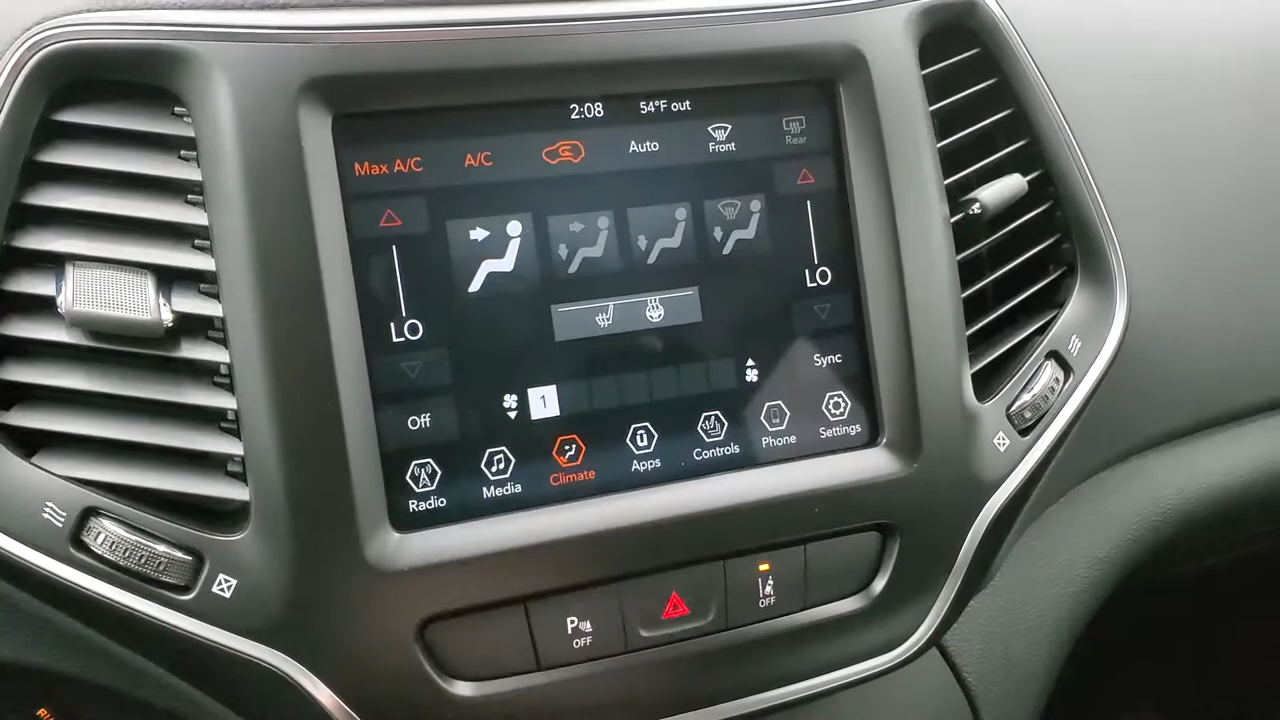 2:08 54°F out
Max A/C A/C Auto Front Rear
LO LO
Sync
Off 1
Radio Media Climate Apps Controls Phone Settings
P OFF OFF